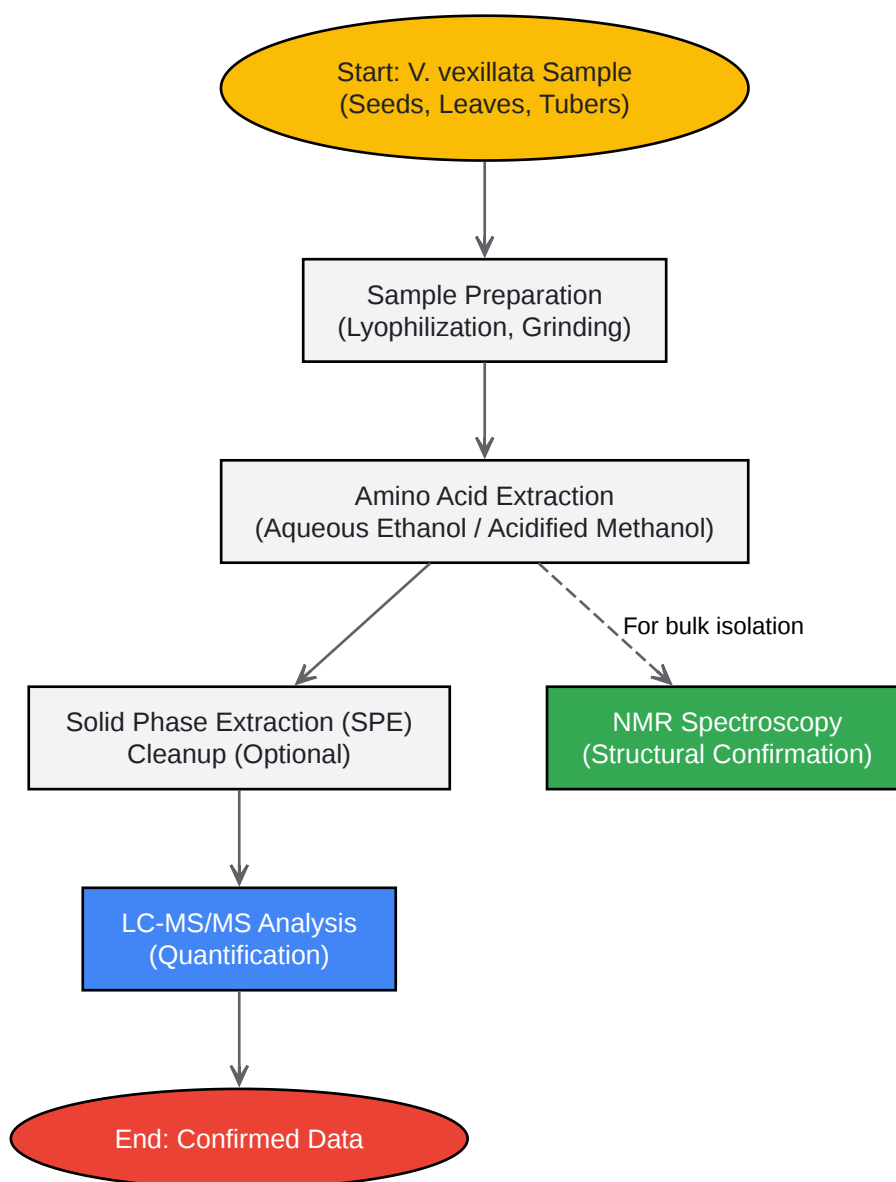 Start: V. vexillata Sample
(Seeds, Leaves, Tubers)
Sample Preparation
(Lyophilization, Grinding)
Amino Acid Extraction
(Aqueous Ethanol / Acidified Methanol)
For bulk isolation
Solid Phase Extraction (SPE)
Cleanup (Optional)
NMR Spectroscopy
(Structural Confirmation)
LC-MS/MS Analysis
(Quantification)
End: Confirmed Data